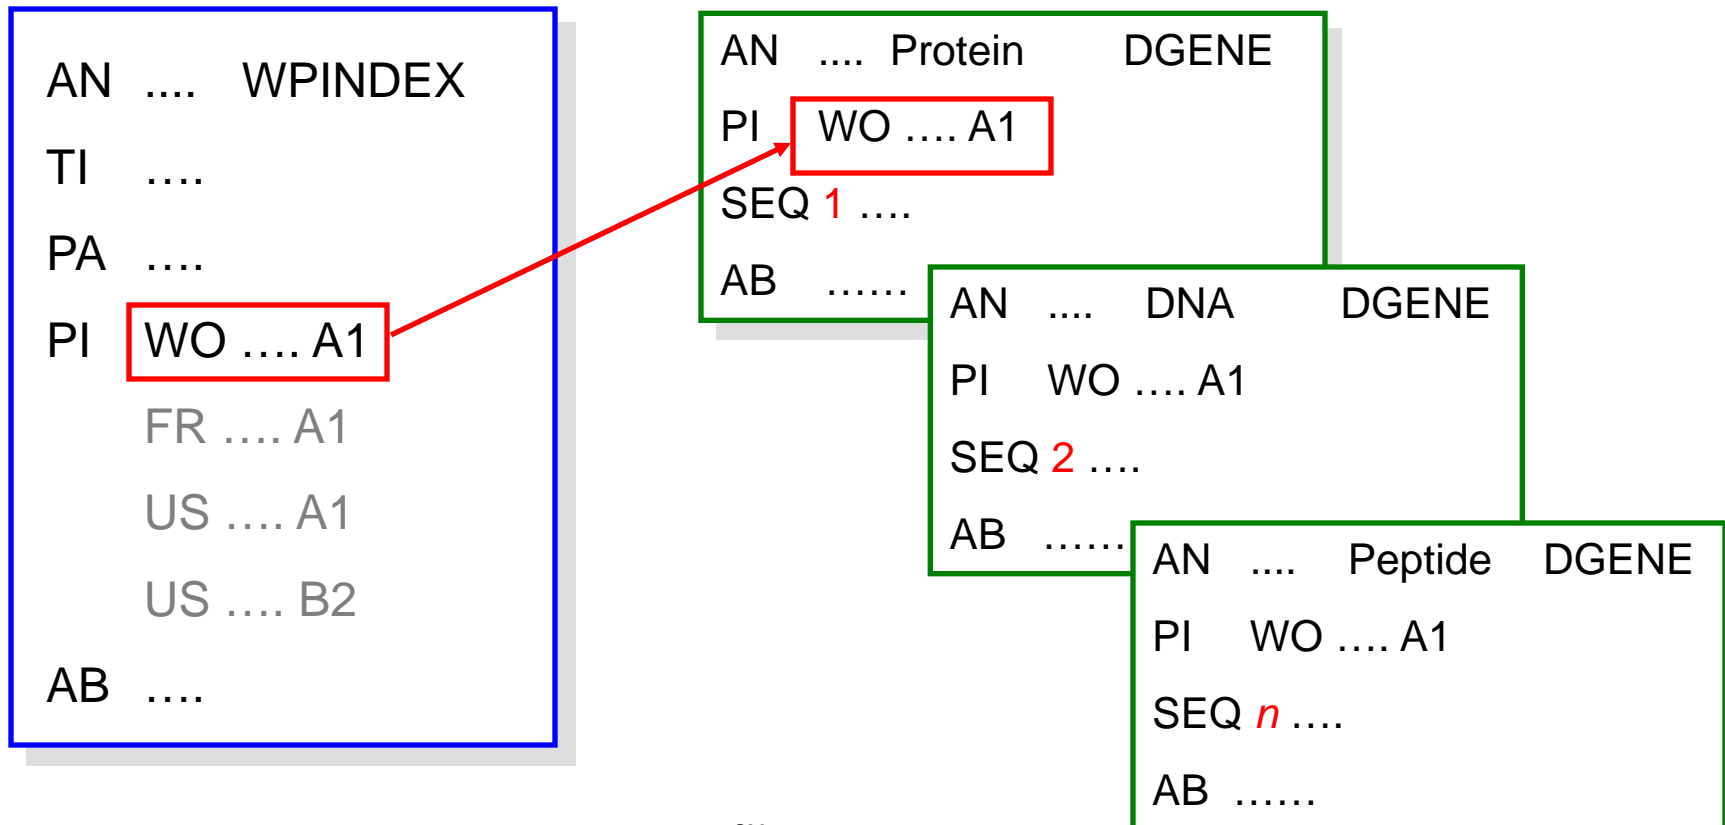 AN .... WPINDEX
TI ....
PA ....
PI WO .... A1
FR .... A1
US .... A1
US .... B2
AB ....
AN .... Protein DGENE
PI WO .... A1
SEQ 1 ....
AB ......
AN .... DNA DGENE
PI WO .... A1
SEQ 2 ....
AB ......
AN .... Peptide DGENE
PI WO .... A1
SEQ n ....
AB ......